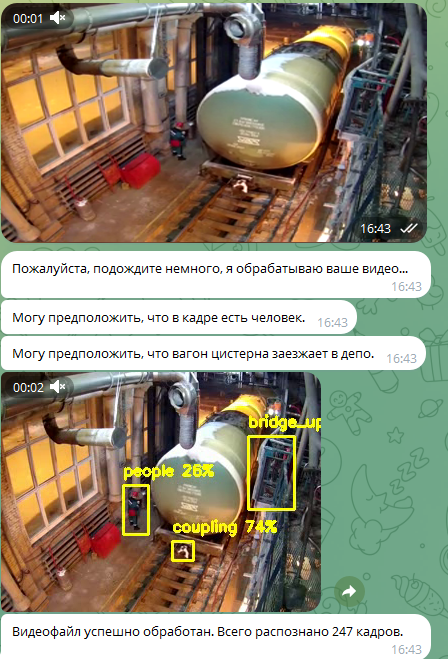 00:01
16:43
Пожалуйста, подождите немного, я обрабатываю ваше видео...
16:43
Могу предположить, что в кадре есть человек.
16:43
Могу предположить, что вагон цистерна заезжает в депо.
16:43
00:02
bridge_up
people 26%
coupling 74%
Видеофайл успешно обработан. Всего распознано 247 кадров.
16:43